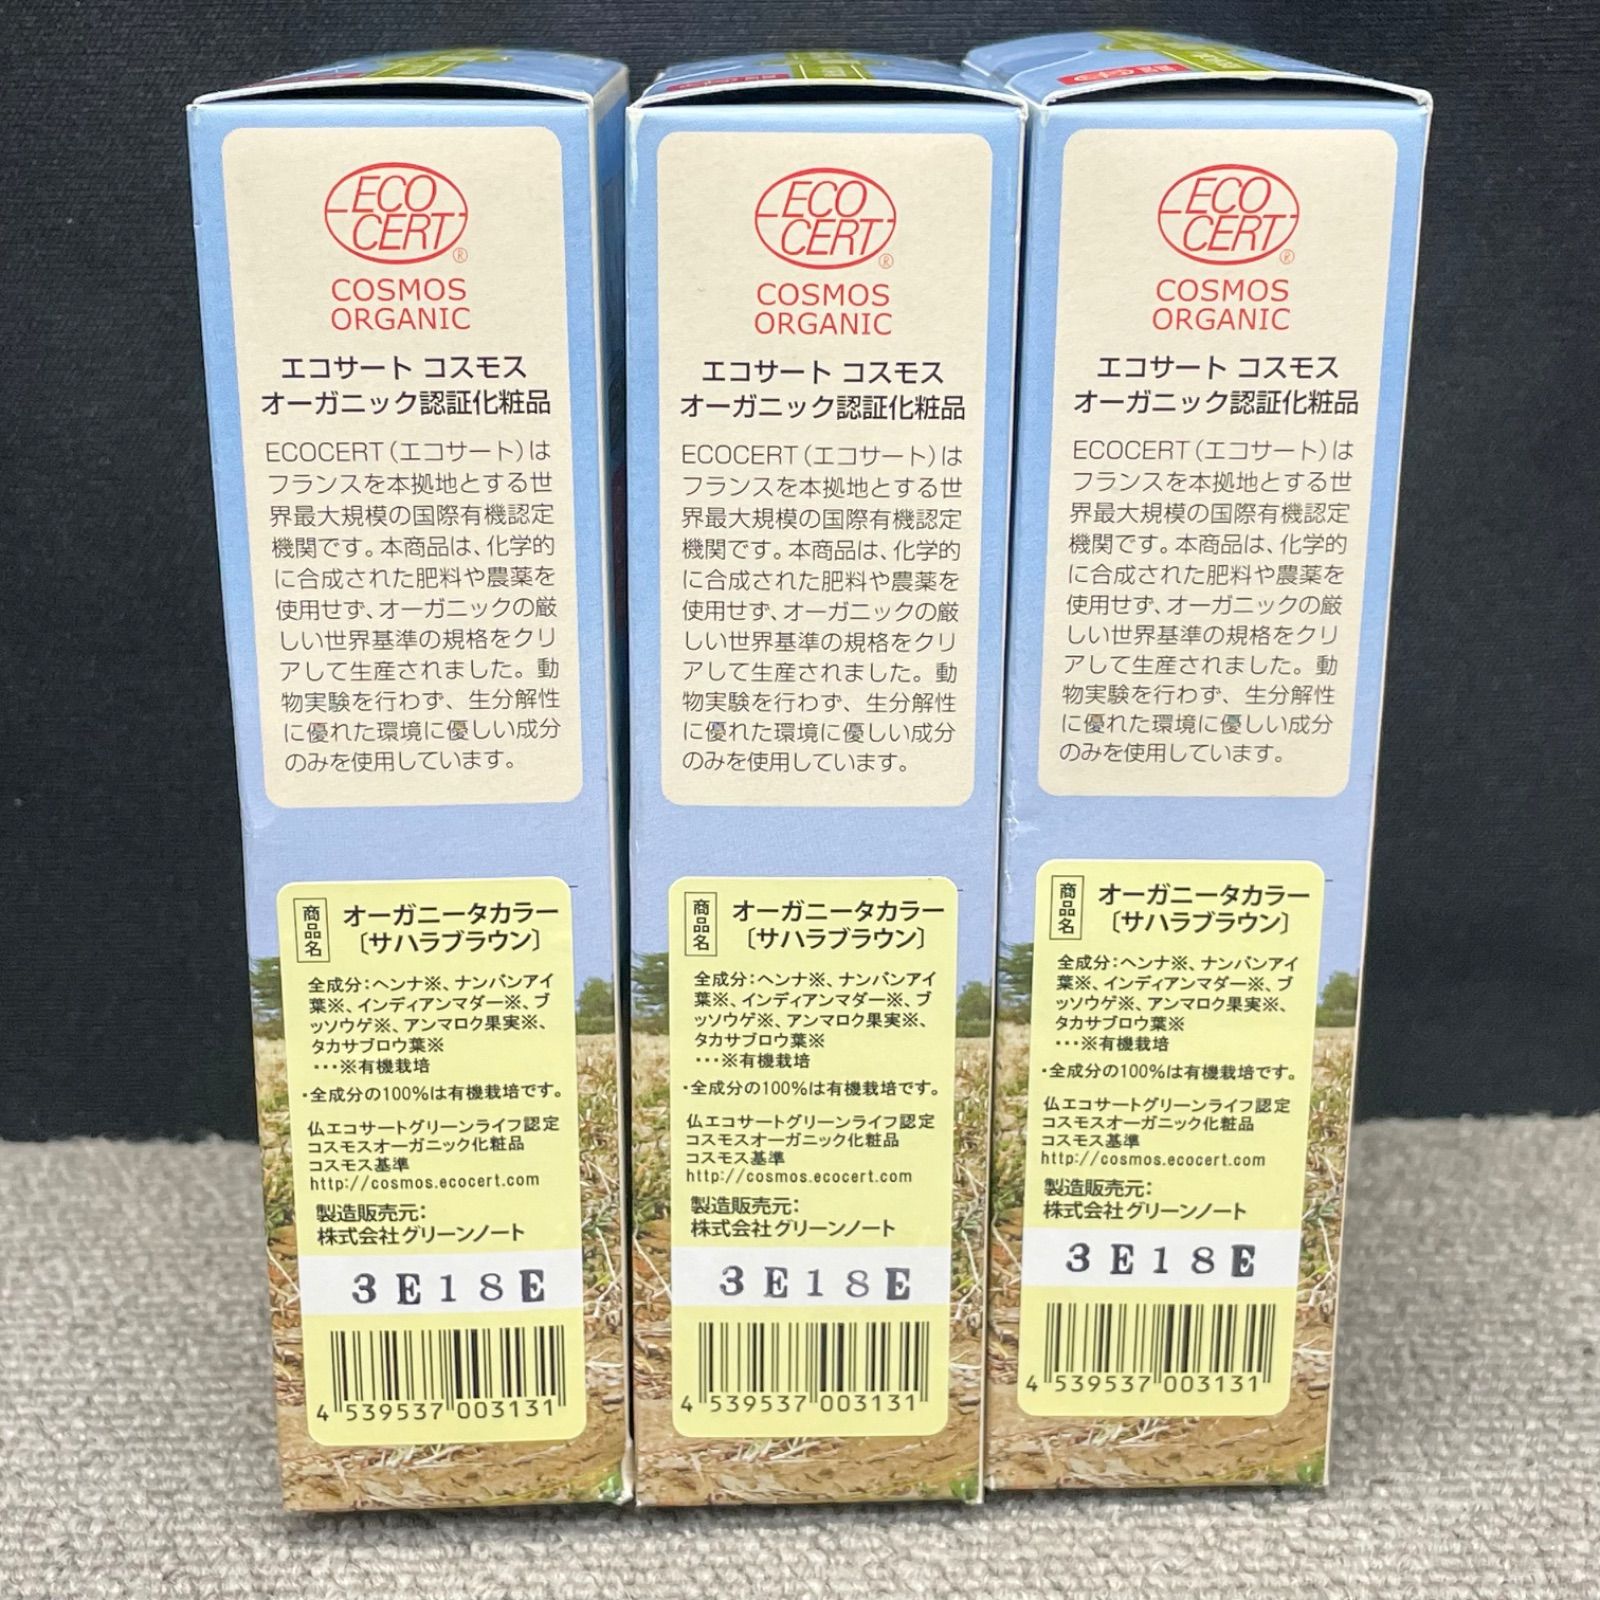 ECO
CERT
®
COSMOS
ORGANIC
エコサート コスモス
オーガニック認証化粧品
ECOCERT（エコサート）は
フランスを本拠地とする世
界最大規模の国際有機認定
機関です。本商品は、化学的
に合成された肥料や農薬を
使用せず、オーガニックの厳
しい世界基準の規格をクリ
アして生産されました。動
物実験を行わず、生分解性
に優れた環境に優しい成分
のみを使用しています。
商品名
オーガニータカラー
〔サハラブラウン〕
全成分：ヘンナ※、ナンバンアイ
葉※、インディアンマダー※、ブ
ッソウゲ※、アンマロク果実※、
タカサブロウ葉※
…※有機栽培
・全成分の100％は有機栽培です。
仏エコサートグリーンライフ認定
コスモスオーガニック化粧品
コスモス基準
http://cosmos.ecocert.com
製造販売元：
株式会社グリーンノート
3E18E
4 539537 003131
ECO
CERT
®
COSMOS
ORGANIC
エコサート コスモス
オーガニック認証化粧品
ECOCERT（エコサート）は
フランスを本拠地とする世
界最大規模の国際有機認定
機関です。本商品は、化学的
に合成された肥料や農薬を
使用せず、オーガニックの厳
しい世界基準の規格をクリ
アして生産されました。動
物実験を行わず、生分解性
に優れた環境に優しい成分
のみを使用しています。
商品名
オーガニータカラー
〔サハラブラウン〕
全成分：ヘンナ※、ナンバンアイ
葉※、インディアンマダー※、ブ
ッソウゲ※、アンマロク果実※、
タカサブロウ葉※
…※有機栽培
・全成分の100％は有機栽培です。
仏エコサートグリーンライフ認定
コスモスオーガニック化粧品
コスモス基準
http://cosmos.ecocert.com
製造販売元：
株式会社グリーンノート
3E18E
4 539537 003131
ECO
CERT
®
COSMOS
ORGANIC
エコサート コスモス
オーガニック認証化粧品
ECOCERT（エコサート）は
フランスを本拠地とする世
界最大規模の国際有機認定
機関です。本商品は、化学的
に合成された肥料や農薬を
使用せず、オーガニックの厳
しい世界基準の規格をクリ
アして生産されました。動
物実験を行わず、生分解性
に優れた環境に優しい成分
のみを使用しています。
商品名
オーガニータカラー
〔サハラブラウン〕
全成分：ヘンナ※、ナンバンアイ
葉※、インディアンマダー※、ブ
ッソウゲ※、アンマロク果実※、
タカサブロウ葉※
…※有機栽培
・全成分の100％は有機栽培です。
仏エコサートグリーンライフ認定
コスモスオーガニック化粧品
コスモス基準
http://cosmos.ecocert.com
製造販売元：
株式会社グリーンノート
3E18E
4 539537 003131